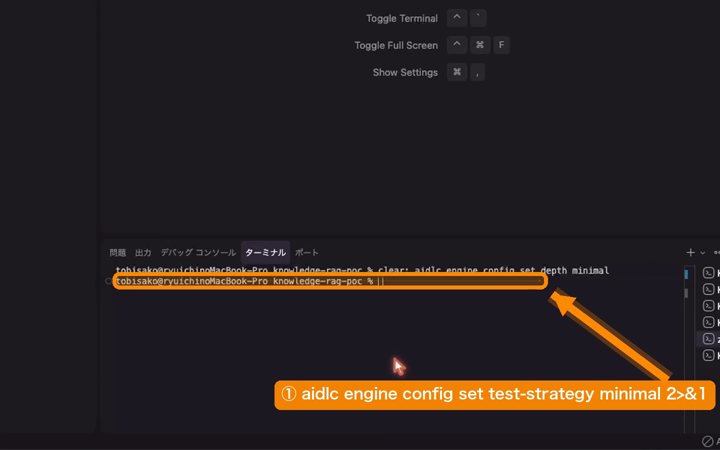 Toggle Terminal ^ `
Toggle Full Screen ^ ⌘ F
Show Settings ⌘ ,
問題 出力 デバッグ コンソール ターミナル ポート
tobisako@ryuichinoMacBook-Pro knowledge-rag-poc % clear; aidlc engine config set depth minimal
tobisako@ryuichinoMacBook-Pro knowledge-rag-poc %
① aidlc engine config set test-strategy minimal 2>&1